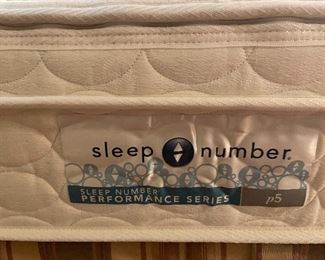 sleep number®
SLEEP NUMBER
PERFORMANCE SERIES p5